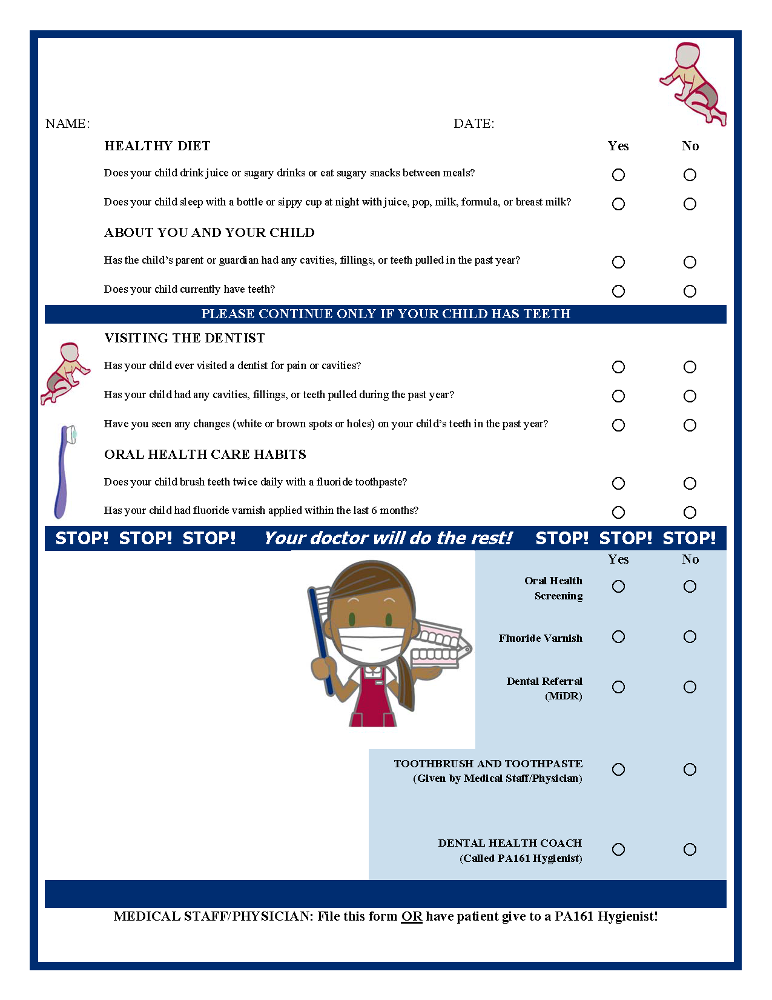 NAME: DATE:
HEALTHY DIET Yes No
Does your child drink juice or sugary drinks or eat sugary snacks between meals?
Does your child sleep with a bottle or sippy cup at night with juice, pop, milk, formula, or breast milk?
ABOUT YOU AND YOUR CHILD
Has the child’s parent or guardian had any cavities, fillings, or teeth pulled in the past year?
Does your child currently have teeth?
PLEASE CONTINUE ONLY IF YOUR CHILD HAS TEETH
VISITING THE DENTIST
Has your child ever visited a dentist for pain or cavities?
Has your child had any cavities, fillings, or teeth pulled during the past year?
Have you seen any changes (white or brown spots or holes) on your child’s teeth in the past year?
ORAL HEALTH CARE HABITS
Does your child brush teeth twice daily with a fluoride toothpaste?
Has your child had fluoride varnish applied within the last 6 months?
STOP! STOP! STOP! Your doctor will do the rest! STOP! STOP! STOP!
Yes No
Oral Health
Screening
Fluoride Varnish
Dental Referral
(MiDR)
TOOTHBRUSH AND TOOTHPASTE
(Given by Medical Staff/Physician)
DENTAL HEALTH COACH
(Called PA161 Hygienist)
MEDICAL STAFF/PHYSICIAN: File this form OR have patient give to a PA161 Hygienist!